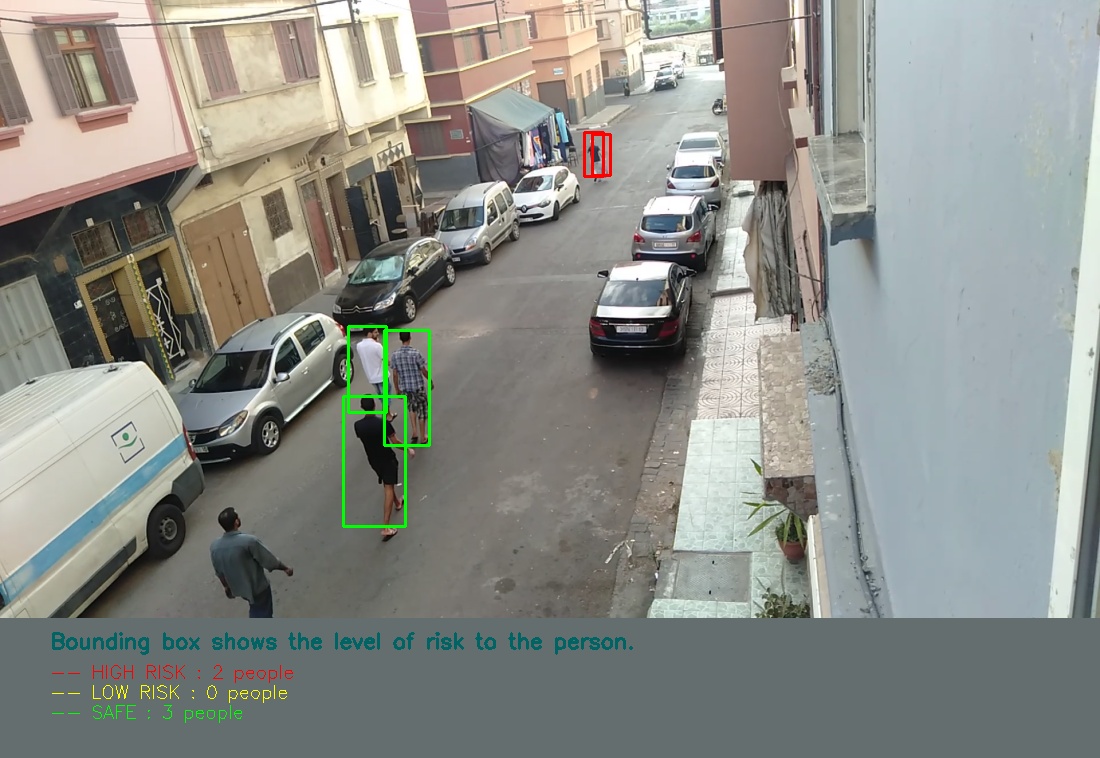 Bounding box shows the level of risk to the person.
-- HIGH RISK : 2 people
-- LOW RISK : 0 people
-- SAFE : 3 people